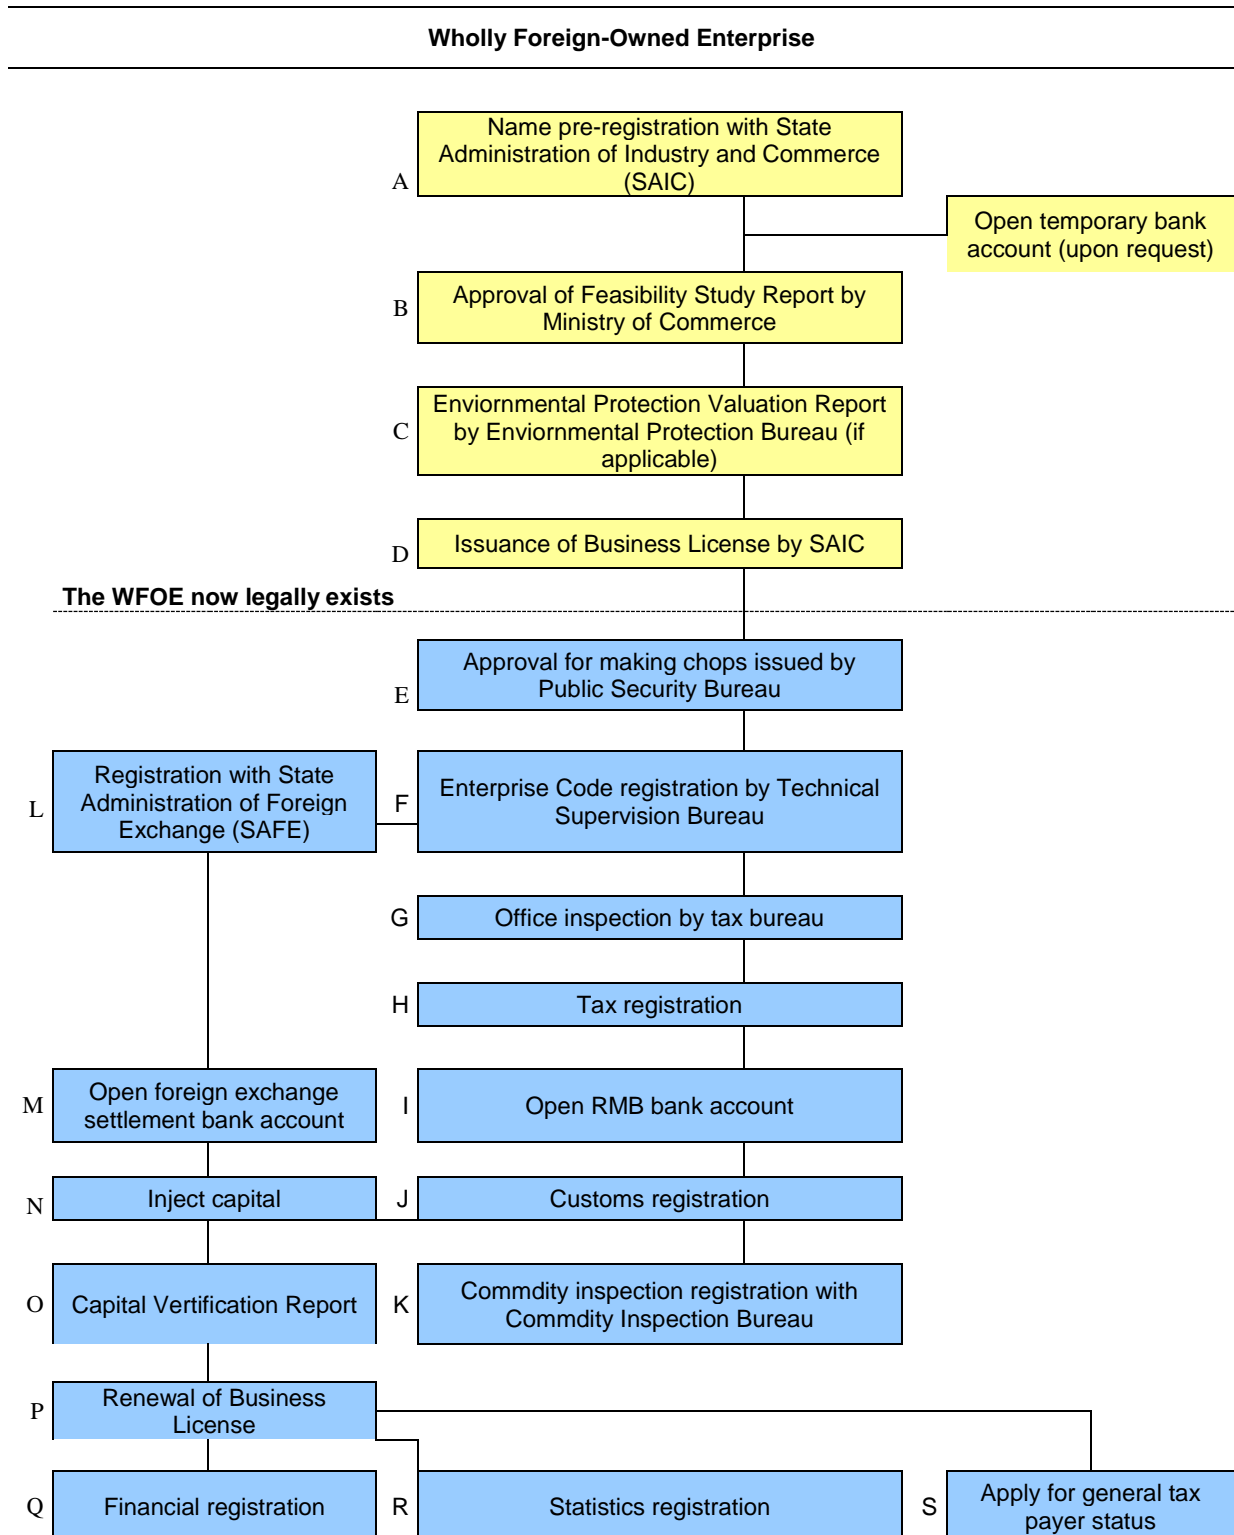 Wholly Foreign-Owned Enterprise
Name pre-registration with State
Administration of Industry and Commerce
(SAIC)
A
Open temporary bank
account (upon request)
Approval of Feasibility Study Report by
Ministry of Commerce
B
Enviornmental Protection Valuation Report
by Enviornmental Protection Bureau (if
applicable)
C
Issuance of Business License by SAIC
D
The WFOE now legally exists
Approval for making chops issued by
Public Security Bureau
E
Registration with State
Administration of Foreign
Exchange (SAFE)
L
F
Enterprise Code registration by Technical
Supervision Bureau
G
Office inspection by tax bureau
H
Tax registration
M
Open foreign exchange
settlement bank account
I
Open RMB bank account
N
Inject capital
J
Customs registration
O
Capital Vertification Report
K
Commdity inspection registration with
Commdity Inspection Bureau
P
Renewal of Business
License
Q
Financial registration
R
Statistics registration
S
Apply for general tax
payer status